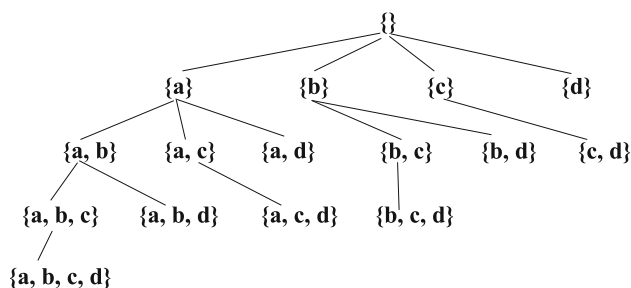 {}
{a} {b} {c} {d}
{a, b} {a, c} {a, d} {b, c} {b, d} {c, d}
{a, b, c} {a, b, d} {a, c, d} {b, c, d}
{a, b, c, d}